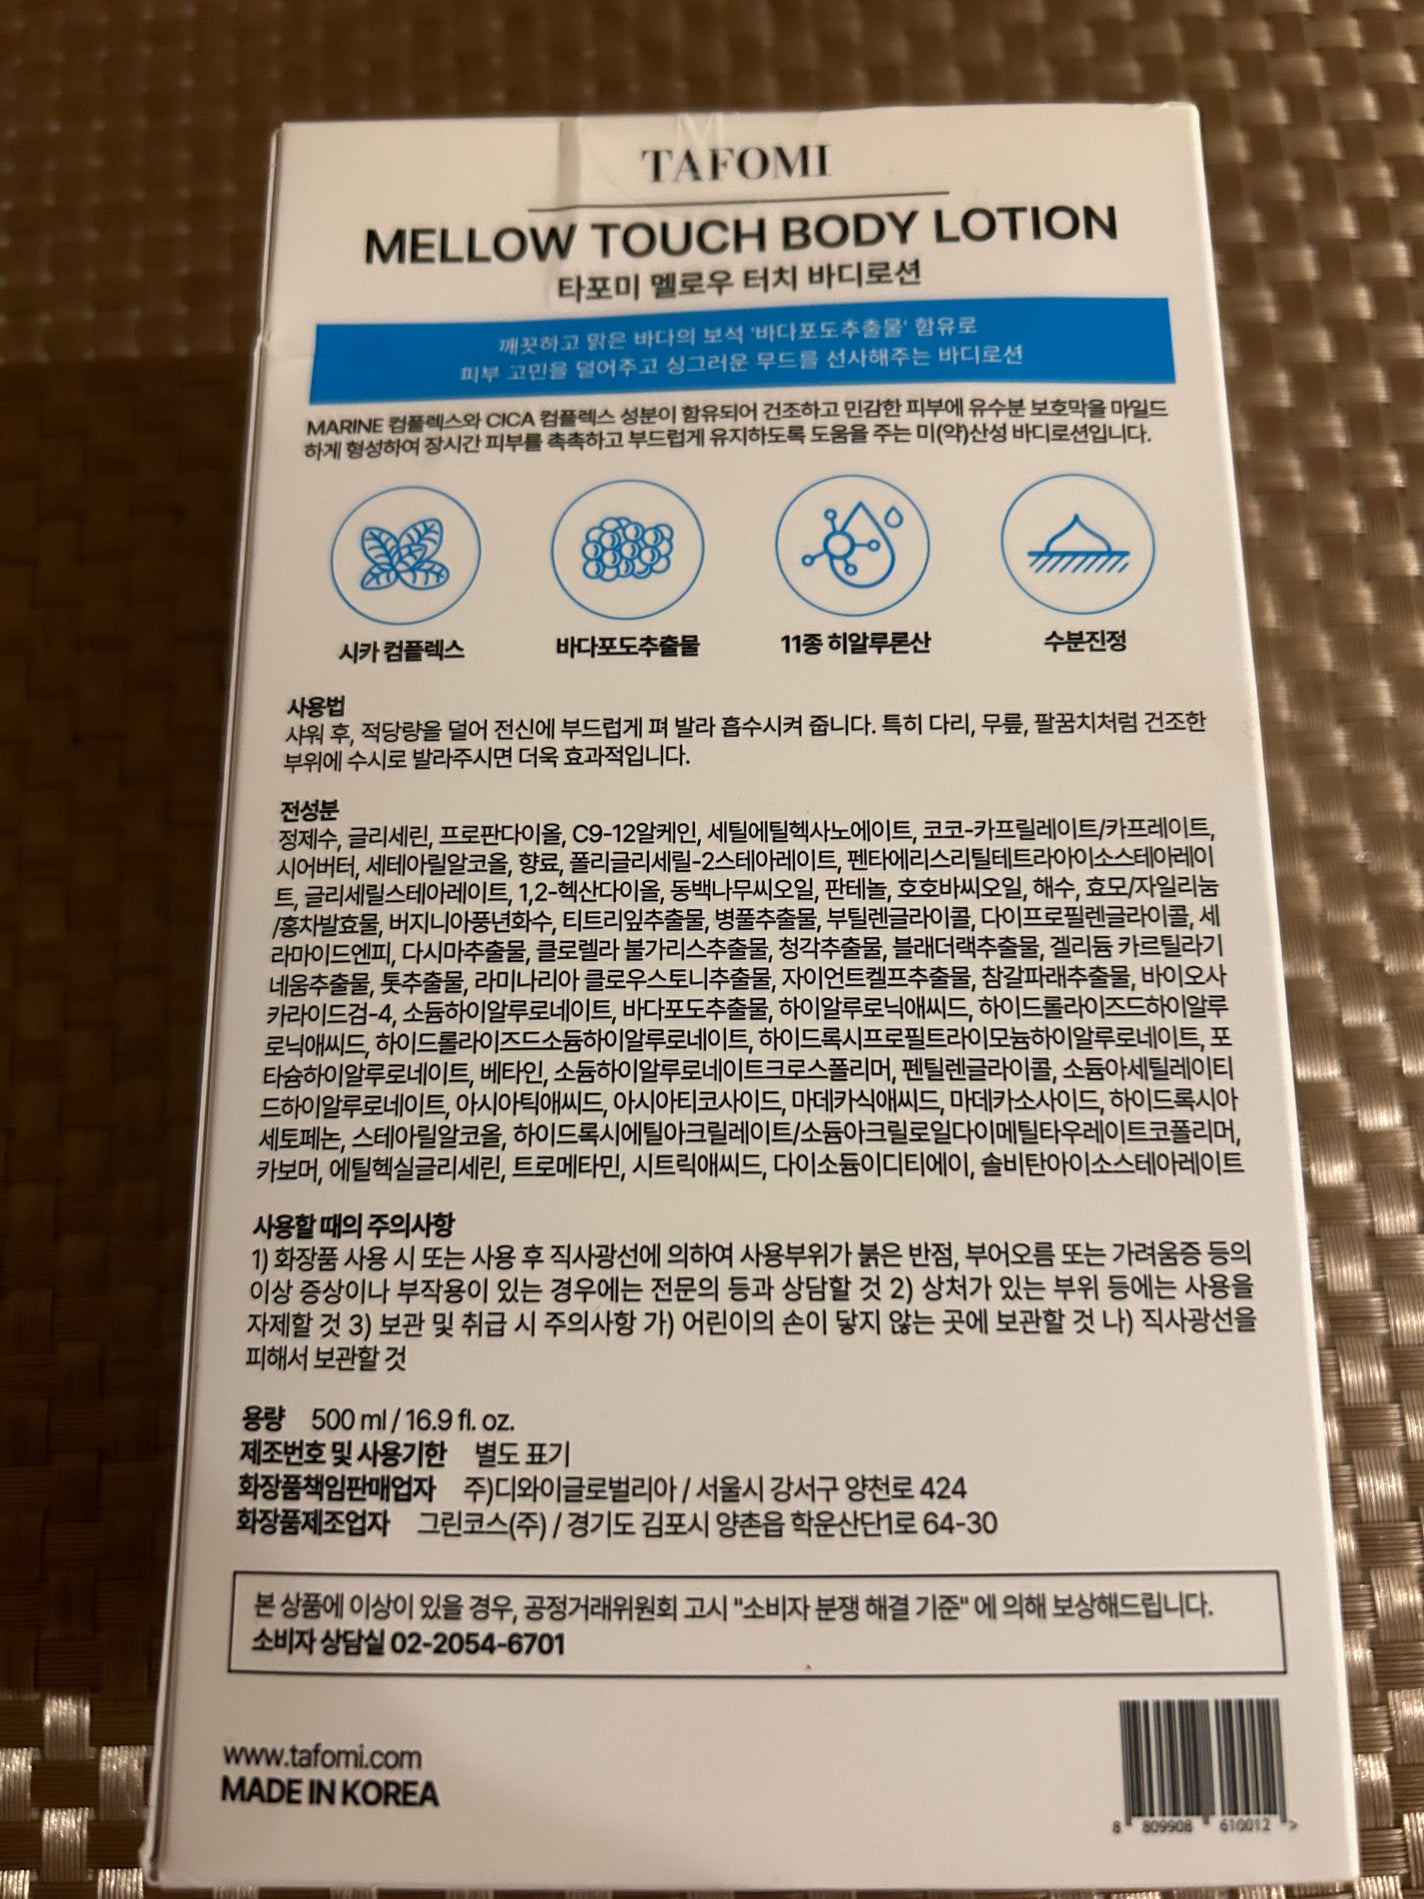 TAFOMI
MELLOW TOUCH BODY LOTION
타포미 멜로우 터치 바디로션
깨끗하고 맑은 바다의 보석 '바다포도추출물' 함유로
피부 고민을 덜어주고 싱그러운 무드를 선사해주는 바디로션
MARINE 컴플렉스와 CICA 컴플렉스 성분이 함유되어 건조하고 민감한 피부에 유수분 보호막을 마일드
하게 형성하여 장시간 피부를 촉촉하고 부드럽게 유지하도록 도움을 주는 미(약)산성 바디로션입니다.
시카 컴플렉스
바다포도추출물
11종 히알루론산
수분진정
사용법
샤워 후, 적당량을 덜어 전신에 부드럽게 펴 발라 흡수시켜 줍니다. 특히 다리, 무릎, 팔꿈치처럼 건조한
부위에 수시로 발라주시면 더욱 효과적입니다.
전성분
정제수, 글리세린, 프로판다이올, C9-12알케인, 세틸에틸헥사노에이트, 코코-카프릴레이트/카프레이트,
시어버터, 세테아릴알코올, 향료, 폴리글리세릴-2스테아레이트, 펜타에리스리틸테트라아이소스테아레이
트, 글리세릴스테아레이트, 1,2-헥산다이올, 동백나무씨오일, 판테놀, 호호바씨오일, 해수, 효모/자일리눔
/홍차발효물, 버지니아풍년화수, 티트리잎추출물, 병풀추출물, 부틸렌글라이콜, 다이프로필렌글라이콜, 세
라마이드엔피, 다시마추출물, 클로렐라 불가리스추출물, 청각추출물, 블래더랙추출물, 겔리듐 카르틸라기
네움추출물, 톳추출물, 라미나리아 클로우스토니추출물, 자이언트켈프추출물, 참갈파래추출물, 바이오사
카라이드검-4, 소듐하이알루로네이트, 바다포도추출물, 하이알루로닉애씨드, 하이드롤라이즈드하이알루
로닉애씨드, 하이드롤라이즈드소듐하이알루로네이트, 하이드록시프로필트라이모늄하이알루로네이트, 포
타슘하이알루로네이트, 베타인, 소듐하이알루로네이트크로스폴리머, 펜틸렌글라이콜, 소듐아세틸레이티
드하이알루로네이트, 아시아틱애씨드, 아시아티코사이드, 마데카식애씨드, 마데카소사이드, 하이드록시아
세토페논, 스테아릴알코올, 하이드록시에틸아크릴레이트/소듐아크릴로일다이메틸타우레이트코폴리머,
카보머, 에틸헥실글리세린, 트로메타민, 시트릭애씨드, 다이소듐이디티에이, 솔비탄아이소스테아레이트
사용할 때의 주의사항
1) 화장품 사용 시 또는 사용 후 직사광선에 의하여 사용부위가 붉은 반점, 부어오름 또는 가려움증 등의
이상 증상이나 부작용이 있는 경우에는 전문의 등과 상담할 것 2) 상처가 있는 부위 등에는 사용을
자제할 것 3) 보관 및 취급 시 주의사항 가) 어린이의 손이 닿지 않는 곳에 보관할 것 나) 직사광선을
피해서 보관할 것
용량 500 ml / 16.9 fl. oz.
제조번호 및 사용기한 별도 표기
화장품책임판매업자 주)디와이글로벌리아 / 서울시 강서구 양천로 424
화장품제조업자 그린코스(주) / 경기도 김포시 양촌읍 학운산단1로 64-30
본 상품에 이상이 있을 경우, 공정거래위원회 고시 "소비자 분쟁 해결 기준" 에 의해 보상해드립니다.
소비자 상담실 02-2054-6701
www.tafomi.com
MADE IN KOREA
8 809908 610012 >